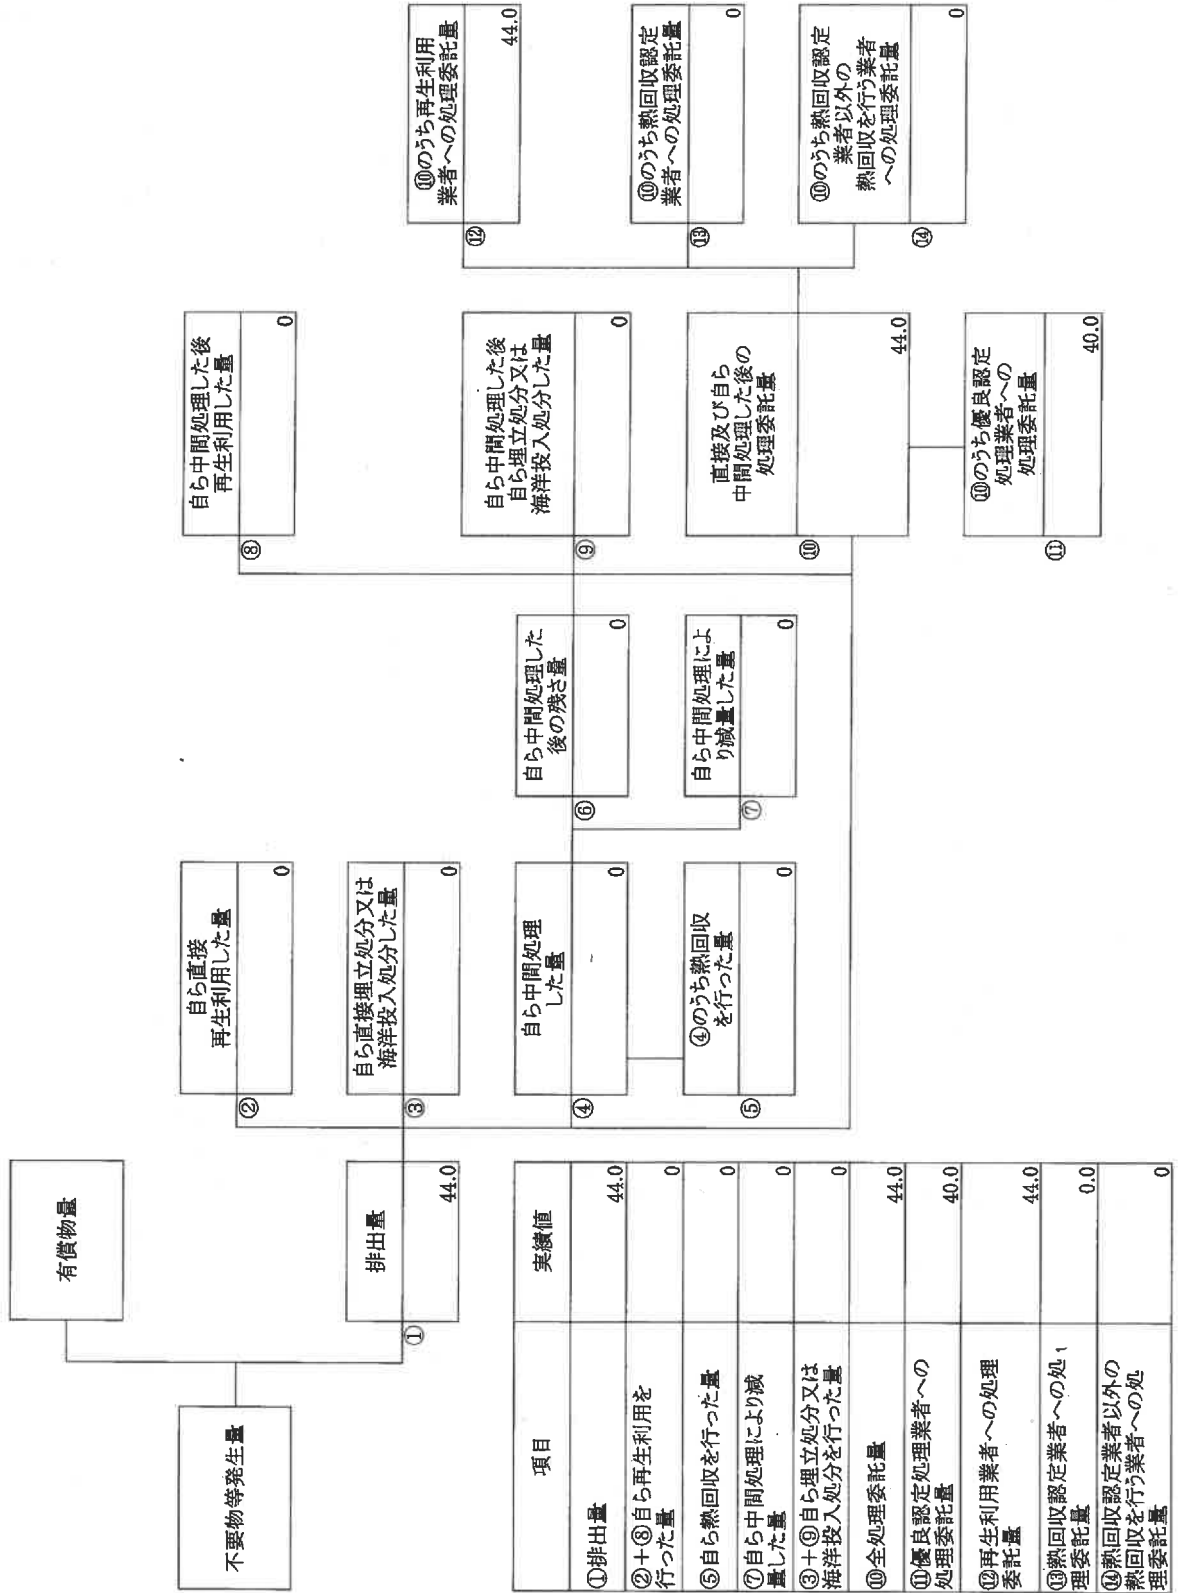 有償物量
不要物等発生量
①
排出量
44.0
②
自ら直接
再生利用した量
0
③
自ら直接埋立処分又は
海洋投入処分した量
0
④
自ら中間処理
した量
0
⑤
④のうち熱回収
を行った量
0
⑥
自ら中間処理した
後の残さ量
0
⑦
自ら中間処理によ
り減量した量
0
⑧
自ら中間処理した後
再生利用した量
0
⑨
自ら中間処理した後
自ら埋立処分又は
海洋投入処分した量
0
⑩
直接及び自ら
中間処理した後の
処理委託量
44.0
⑪
⑩のうち優良認定
処理業者への
処理委託量
40.0
⑫
⑩のうち再生利用
業者への処理委託量
44.0
⑬
⑩のうち熱回収認定
業者への処理委託量
0
⑭
⑩のうち熱回収認定
業者以外の
熱回収を行う業者
への処理委託量
0
項目 実績値
①排出量 44.0
②+⑧自ら再生利用を
行った量 0
⑤自ら熱回収を行った量 0
⑦自ら中間処理により減
量した量 0
③+⑨自ら埋立処分又は
海洋投入処分を行った量 0
⑩全処理委託量 44.0
⑪優良認定処理業者への
処理委託量 40.0
⑫再生利用業者への処理
委託量 44.0
⑬熱回収認定業者への処
理委託量 0.0
⑭熱回収認定業者以外の
熱回収を行う業者への処
理委託量 0